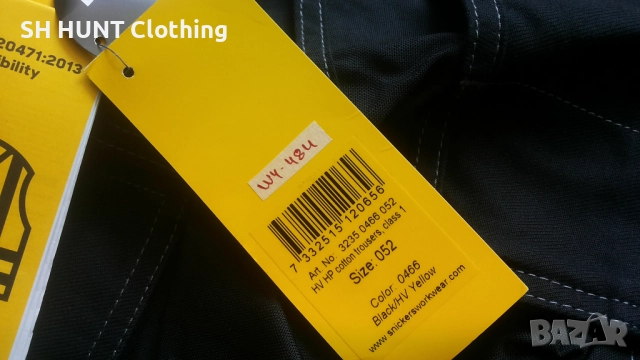 SH HUNT Clothing
20471:2013
ibility
WY-48U
7 332515 120656
Art. No 3235 0466 052
HV HP cotton trousers, class 1
Size: 052
Color: 0466
Black/HV Yellow
www.snickersworkwear.com
BAZAR